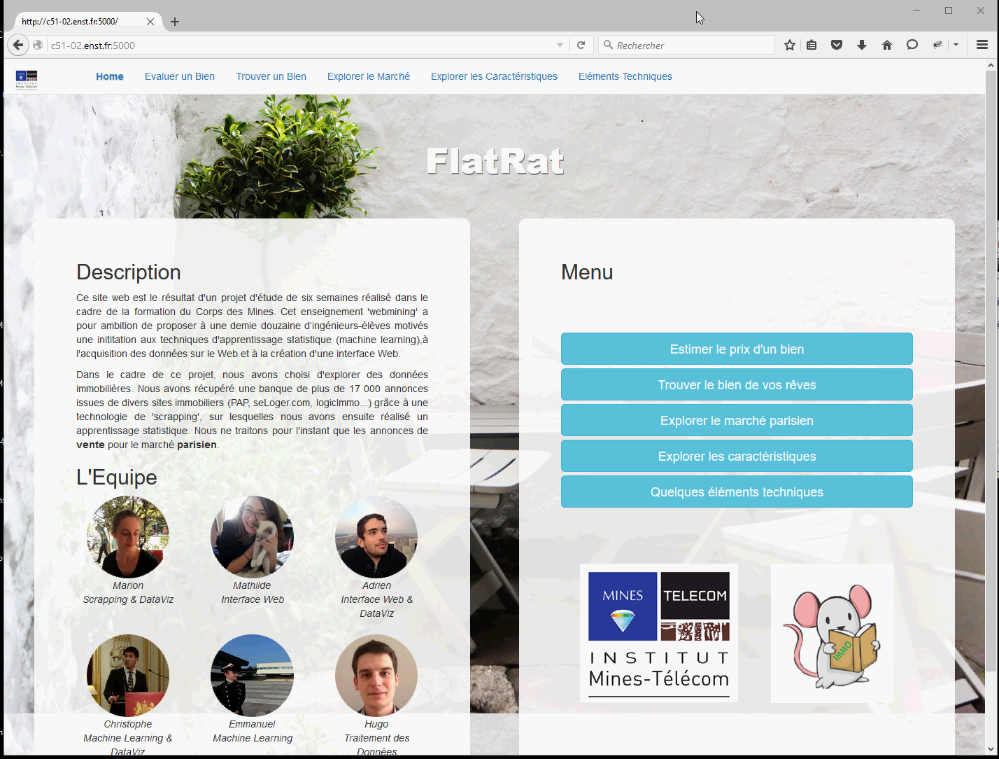 http://c51-02.enst.fr:5000/
c51-02.enst.fr:5000
Rechercher
Home
Evaluer un Bien
Trouver un Bien
Explorer le Marché
Explorer les Caractéristiques
Eléments Techniques
FlatRat
Description
Ce site web est le résultat d'un projet d'étude de six semaines réalisé dans le
cadre de la formation du Corps des Mines. Cet enseignement 'webmining' a
pour ambition de proposer à une demie douzaine d'ingénieurs-élèves motivés
une inititation aux techniques d'apprentissage statistique (machine learning),à
l'acquisition des données sur le Web et à la création d'une interface Web.
Dans le cadre de ce projet, nous avons choisi d'explorer des données
immobilières. Nous avons récupéré une banque de plus de 17 000 annonces
issues de divers sites immobiliers (PAP, seLoger.com, logicImmo...) grâce à une
technologie de 'scrapping', sur lesquelles nous avons ensuite réalisé un
apprentissage statistique. Nous ne traitons pour l'instant que les annonces de
vente pour le marché parisien.
L'Equipe
Marion
Scrapping & DataViz
Mathilde
Interface Web
Adrien
Interface Web &
DataViz
Christophe
Machine Learning &
DataViz
Emmanuel
Machine Learning
Hugo
Traitement des
Données
Menu
Estimer le prix d'un bien
Trouver le bien de vos rêves
Explorer le marché parisien
Explorer les caractéristiques
Quelques éléments techniques
MINES
TELECOM
INSTITUT
Mines-Télécom
IMMO